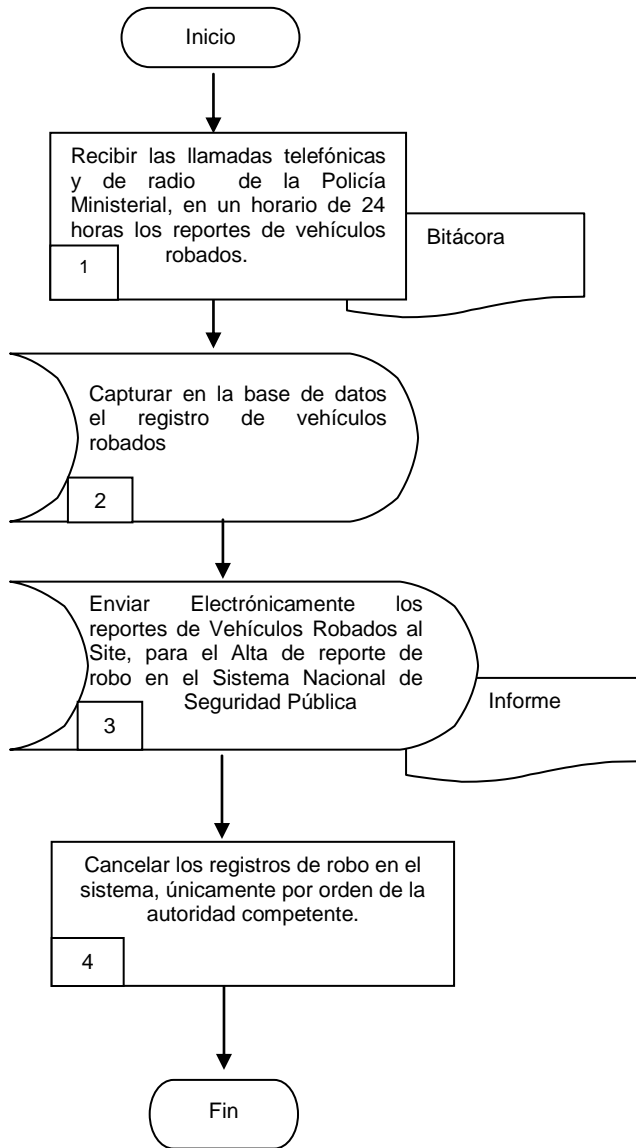 Inicio
Recibir las llamadas telefónicas
y de radio de la Policía
Ministerial, en un horario de 24
horas los reportes de vehículos
robados.
1
Bitácora
Capturar en la base de datos
el registro de vehículos
robados
2
Enviar Electrónicamente los
reportes de Vehículos Robados al
Site, para el Alta de reporte de
robo en el Sistema Nacional de
Seguridad Pública
3
Informe
Cancelar los registros de robo en el
sistema, únicamente por orden de la
autoridad competente.
4
Fin